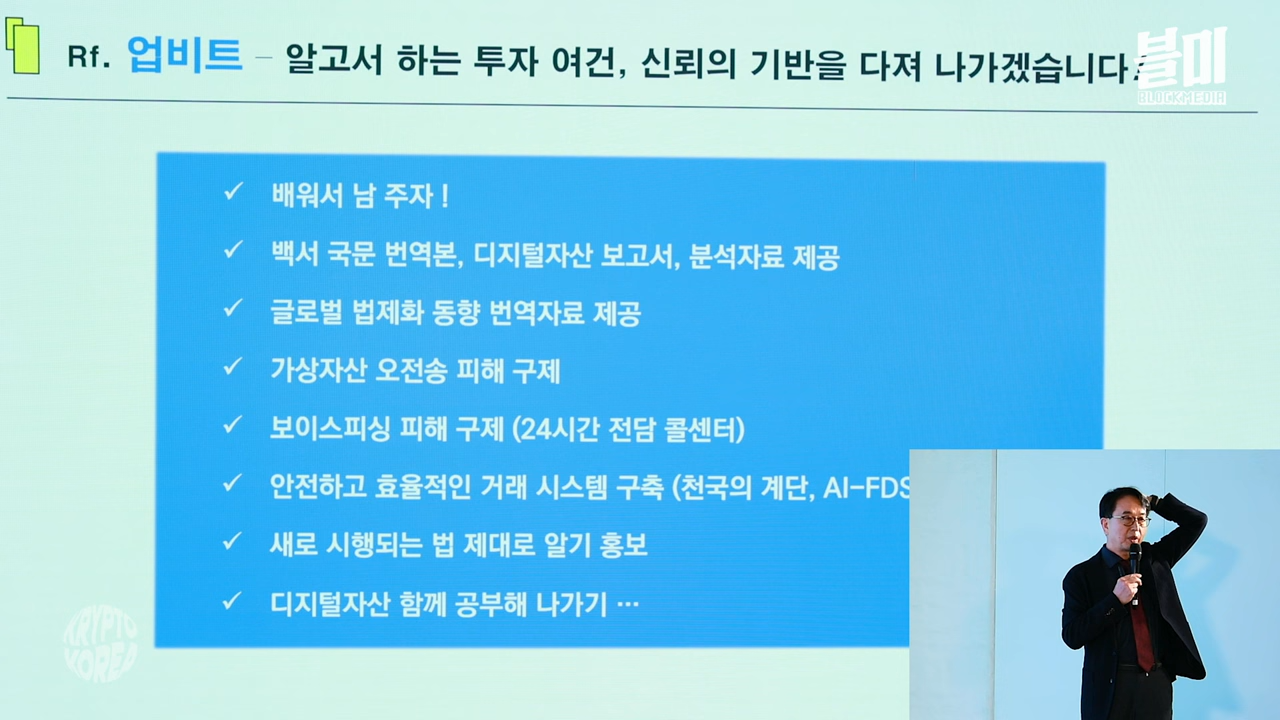 Rf. 업비트 – 알고서 하는 투자 여건, 신뢰의 기반을 다져 나가겠습니다.
블미
BLOCKMEDIA
✓ 배워서 남 주자 !
✓ 백서 국문 번역본, 디지털자산 보고서, 분석자료 제공
✓ 글로벌 법제화 동향 번역자료 제공
✓ 가상자산 오전송 피해 구제
✓ 보이스피싱 피해 구제 (24시간 전담 콜센터)
✓ 안전하고 효율적인 거래 시스템 구축 (천국의 계단, AI-FDS
✓ 새로 시행되는 법 제대로 알기 홍보
✓ 디지털자산 함께 공부해 나가기 ···
KRYPTO
KOREA